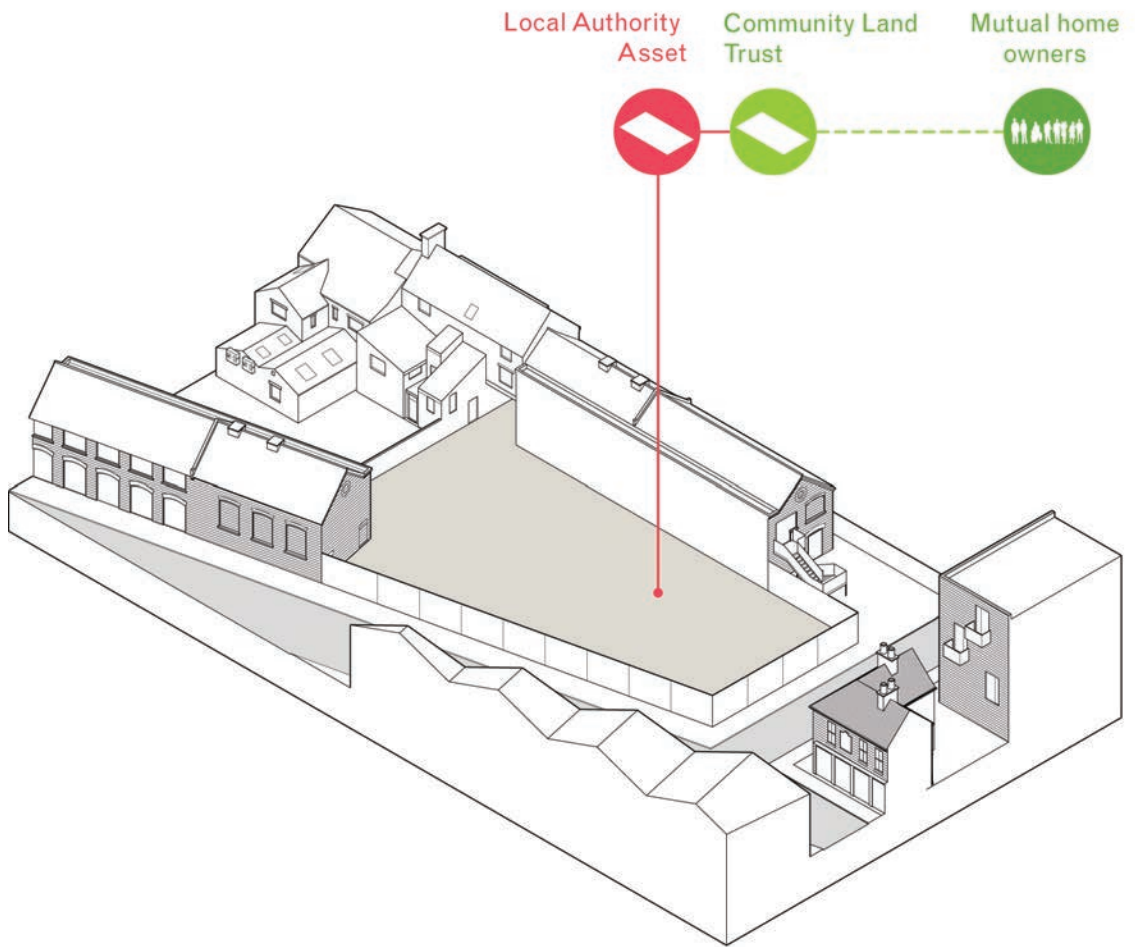 Local Authority
Asset
Community Land
Trust
Mutual home
owners